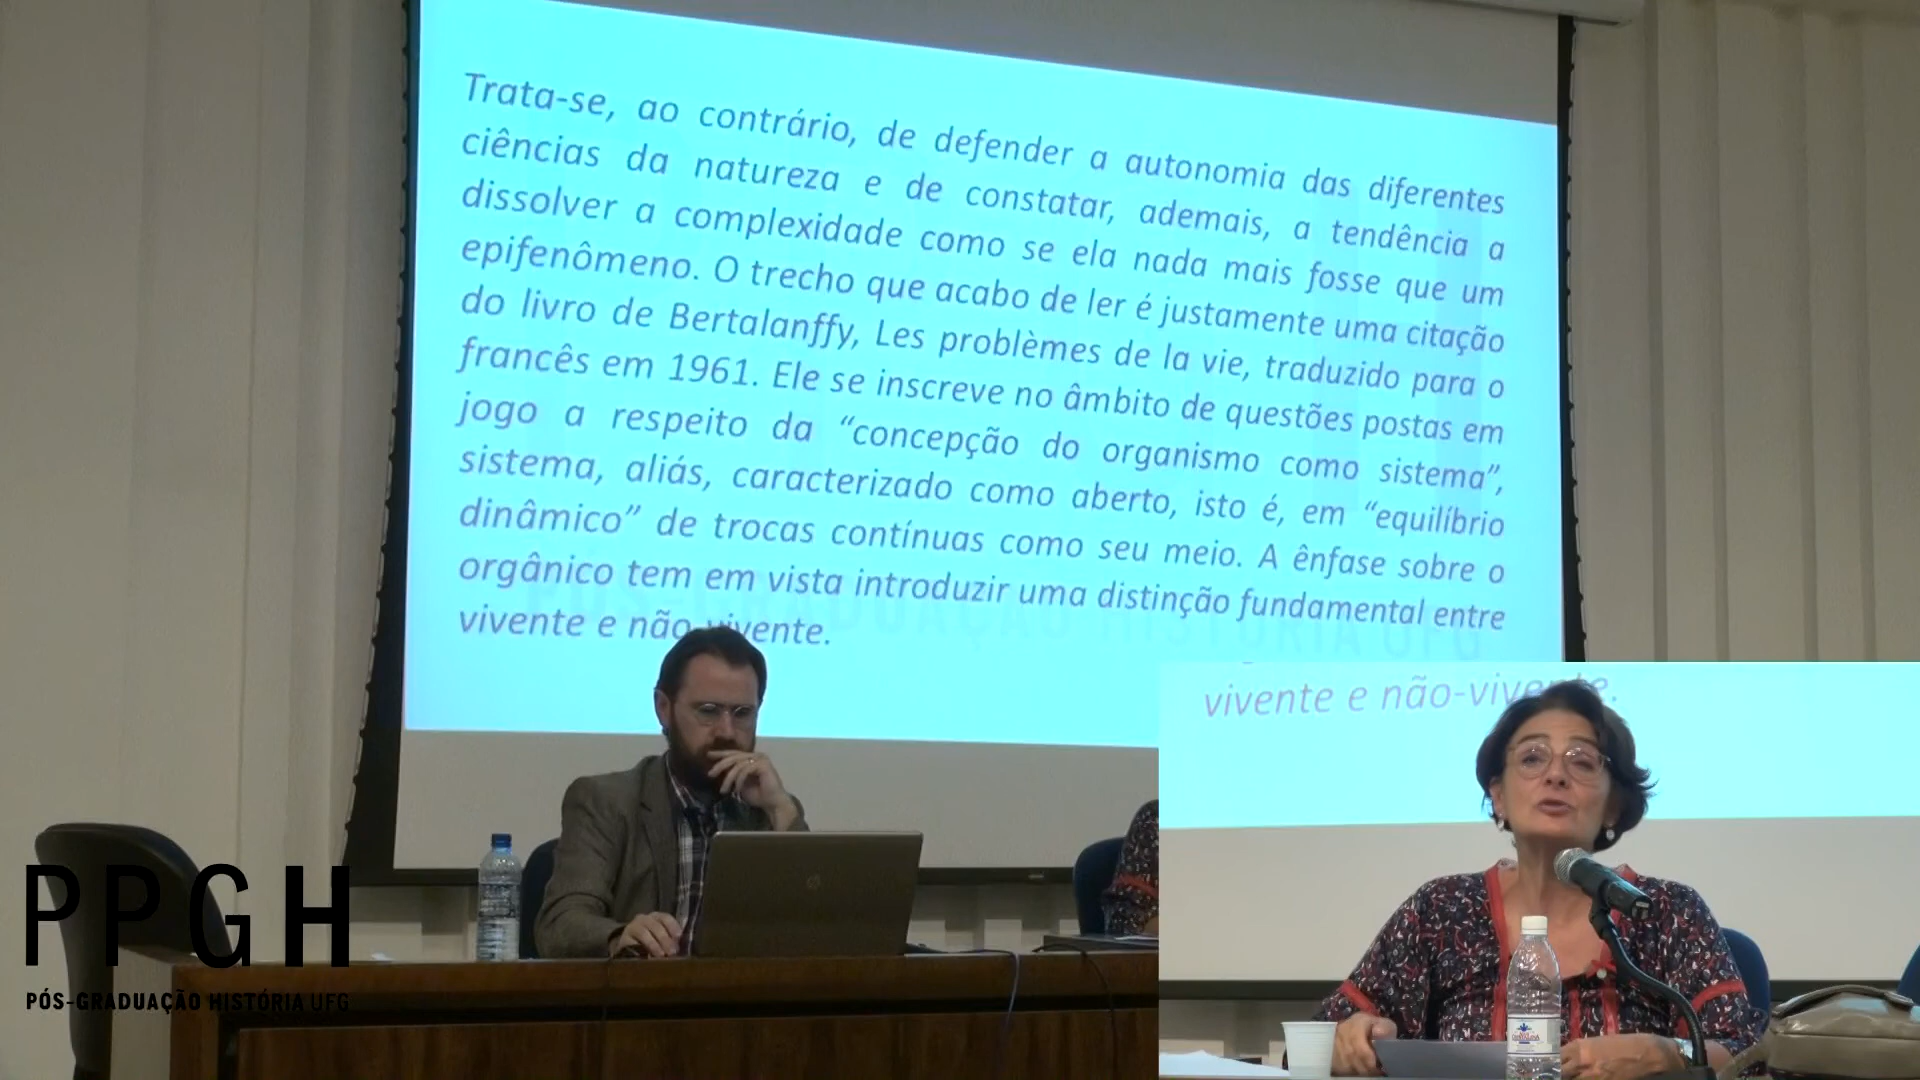 Trata-se, ao contrário, de defender a autonomia das diferentes
ciências da natureza e de constatar, ademais, a tendência a
dissolver a complexidade como se ela nada mais fosse que um
epifenômeno. O trecho que acabo de ler é justamente uma citação
do livro de Bertalanffy, Les problèmes de la vie, traduzido para o
francês em 1961. Ele se inscreve no âmbito de questões postas em
jogo a respeito da “concepção do organismo como sistema”,
sistema, aliás, caracterizado como aberto, isto é, em “equilíbrio
dinâmico” de trocas contínuas como seu meio. A ênfase sobre o
orgânico tem em vista introduzir uma distinção fundamental entre
vivente e não-vivente.
PÓS-GRADUAÇÃO HISTÓRIA UFG
vivente e não-vivente.
PPGH
PÓS-GRADUAÇÃO HISTÓRIA UFG